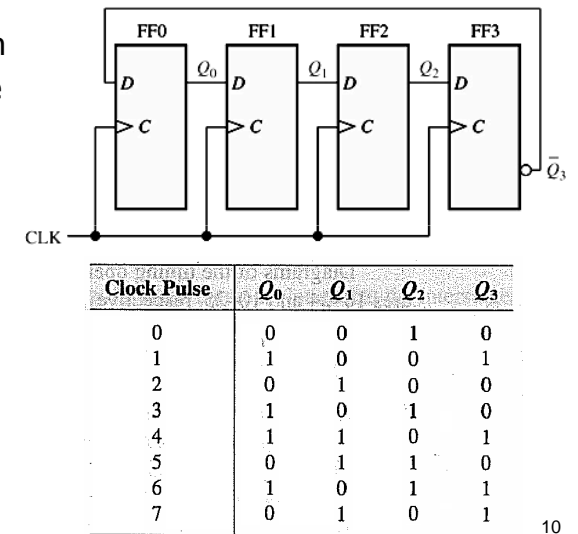 n
e
FF0 FF1 FF2 FF3
Q0 Q1 Q2
D D D D
C C C C
Q̅3
CLK
Clock Pulse Q0 Q1 Q2 Q3
0 0 0 1 0
1 1 0 0 1
2 0 1 0 0
3 1 0 1 0
4 1 1 0 1
5 0 1 1 0
6 1 0 1 1
7 0 1 0 1
10